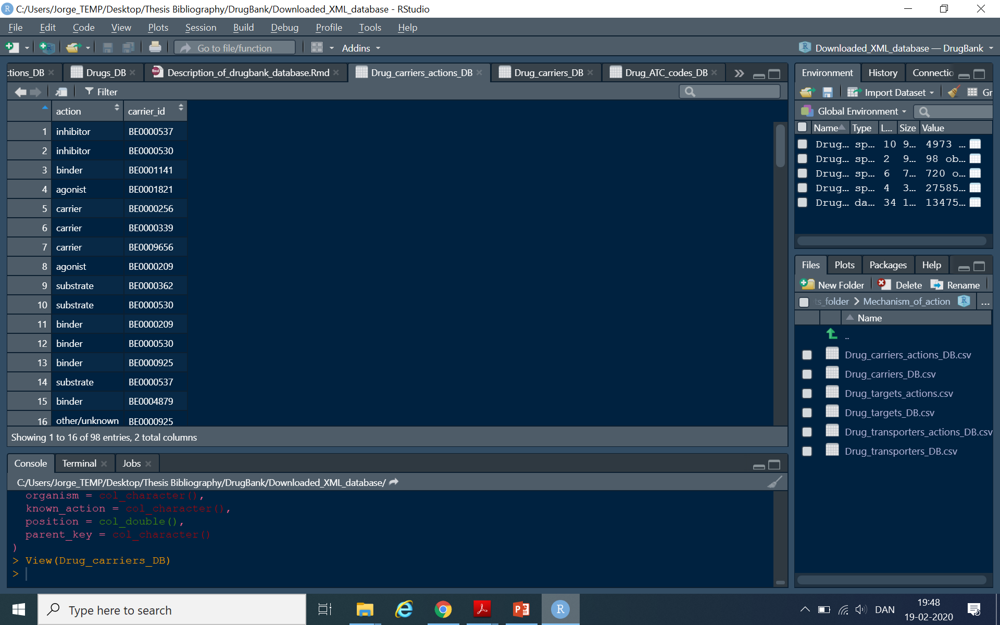 C:/Users/Jorge_TEMP/Desktop/Thesis Bibliography/DrugBank/Downloaded_XML_database - RStudio
File Edit Code View Plots Session Build Debug Profile Tools Help
Go to file/function Addins Downloaded_XML_database — DrugBank
ctions_DB Drugs_DB Description_of_drugbank_database.Rmd Drug_carriers_actions_DB Drug_carriers_DB Drug_ATC_codes_DB
Filter
action carrier_id
1 inhibitor BE0000537
2 inhibitor BE0000530
3 binder BE0001141
4 agonist BE0001821
5 carrier BE0000256
6 carrier BE0000339
7 carrier BE0009656
8 agonist BE0000209
9 substrate BE0000362
10 substrate BE0000530
11 binder BE0000209
12 binder BE0000530
13 binder BE0000925
14 substrate BE0000537
15 binder BE0004879
16 other/unknown BE0000925
Showing 1 to 16 of 98 entries, 2 total columns
Console Terminal Jobs
C:/Users/Jorge_TEMP/Desktop/Thesis Bibliography/DrugBank/Downloaded_XML_database/
organism = col_character(),
known_action = col_character(),
position = col_double(),
parent_key = col_character()
)
> View(Drug_carriers_DB)
>
Environment History Connectio
Import Dataset Gr
Global Environment
Name Type L... Size Value
Drug... sp... 10 9... 4973 ...
Drug... sp... 2 9... 98 ob...
Drug... sp... 6 7... 720 o...
Drug... sp... 4 3... 27585...
Drug... da... 34 1... 13475...
Files Plots Packages Help
New Folder Delete Rename
ts_folder > Mechanism_of_action ...
Name
..
Drug_carriers_actions_DB.csv
Drug_carriers_DB.csv
Drug_targets_actions.csv
Drug_targets_DB.csv
Drug_transporters_actions_DB.csv
Drug_transporters_DB.csv
Type here to search
DAN
19:48
19-02-2020